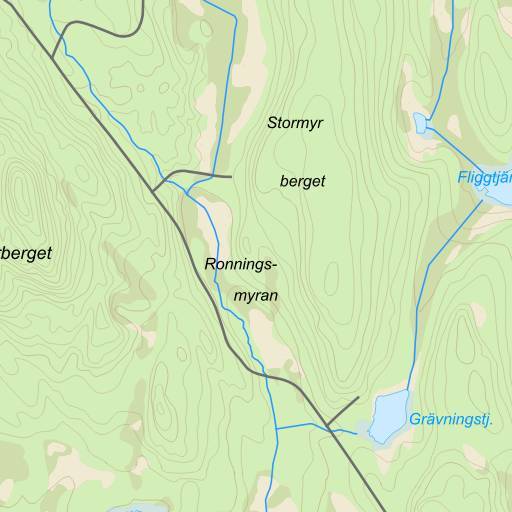 Stormyr
berget
Fliggtjär
rberget
Ronnings-
myran
Grävningstj.